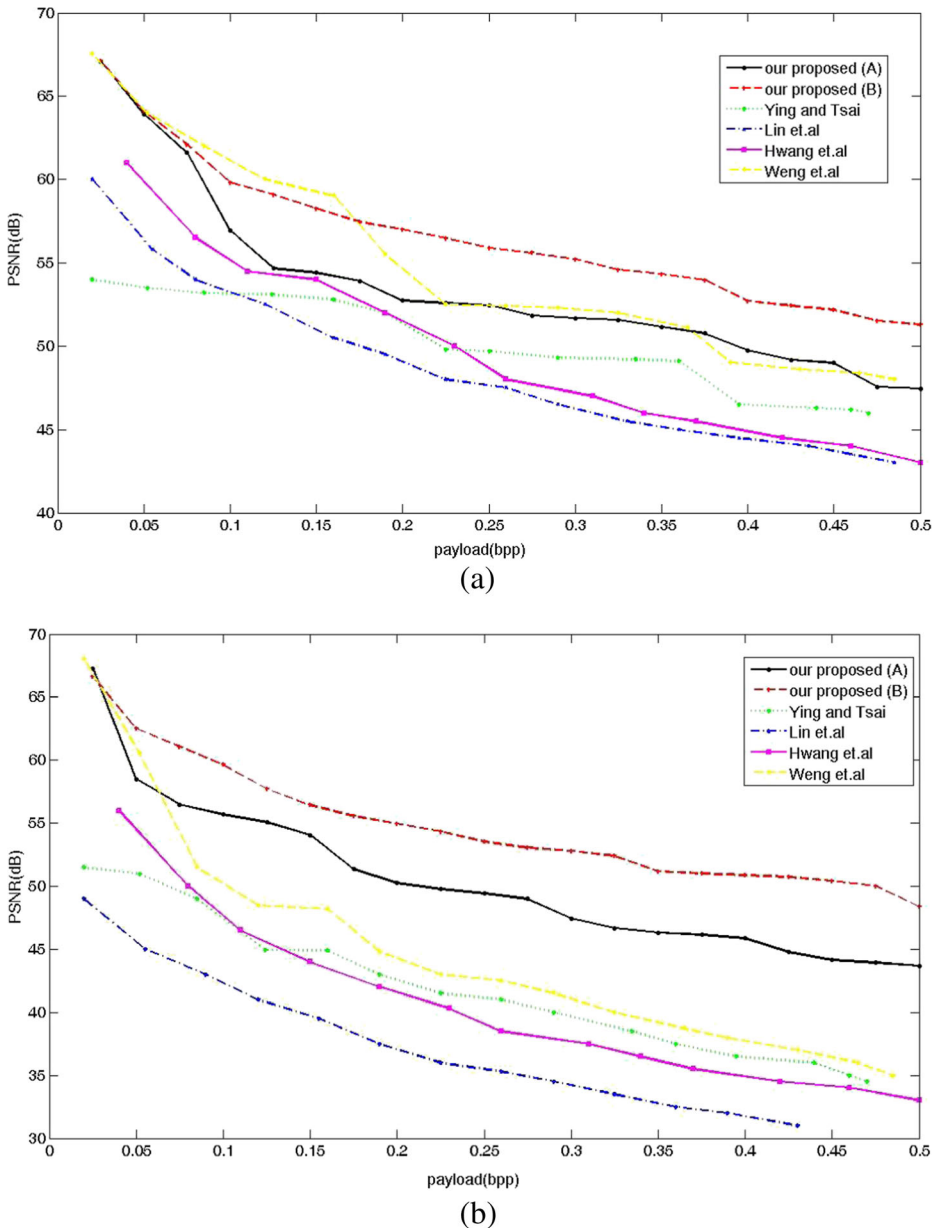 70
65
60
55
50
45
40
PSNR(dB)
our proposed (A)
our proposed (B)
Ying and Tsai
Lin et.al
Hwang et.al
Weng et.al
0 0.05 0.1 0.15 0.2 0.25 0.3 0.35 0.4 0.45 0.5
payload(bpp)
(a)
70
65
60
55
50
45
40
35
30
PSNR(dB)
our proposed (A)
our proposed (B)
Ying and Tsai
Lin et.al
Hwang et.al
Weng et.al
0 0.05 0.1 0.15 0.2 0.25 0.3 0.35 0.4 0.45 0.5
payload(bpp)
(b)